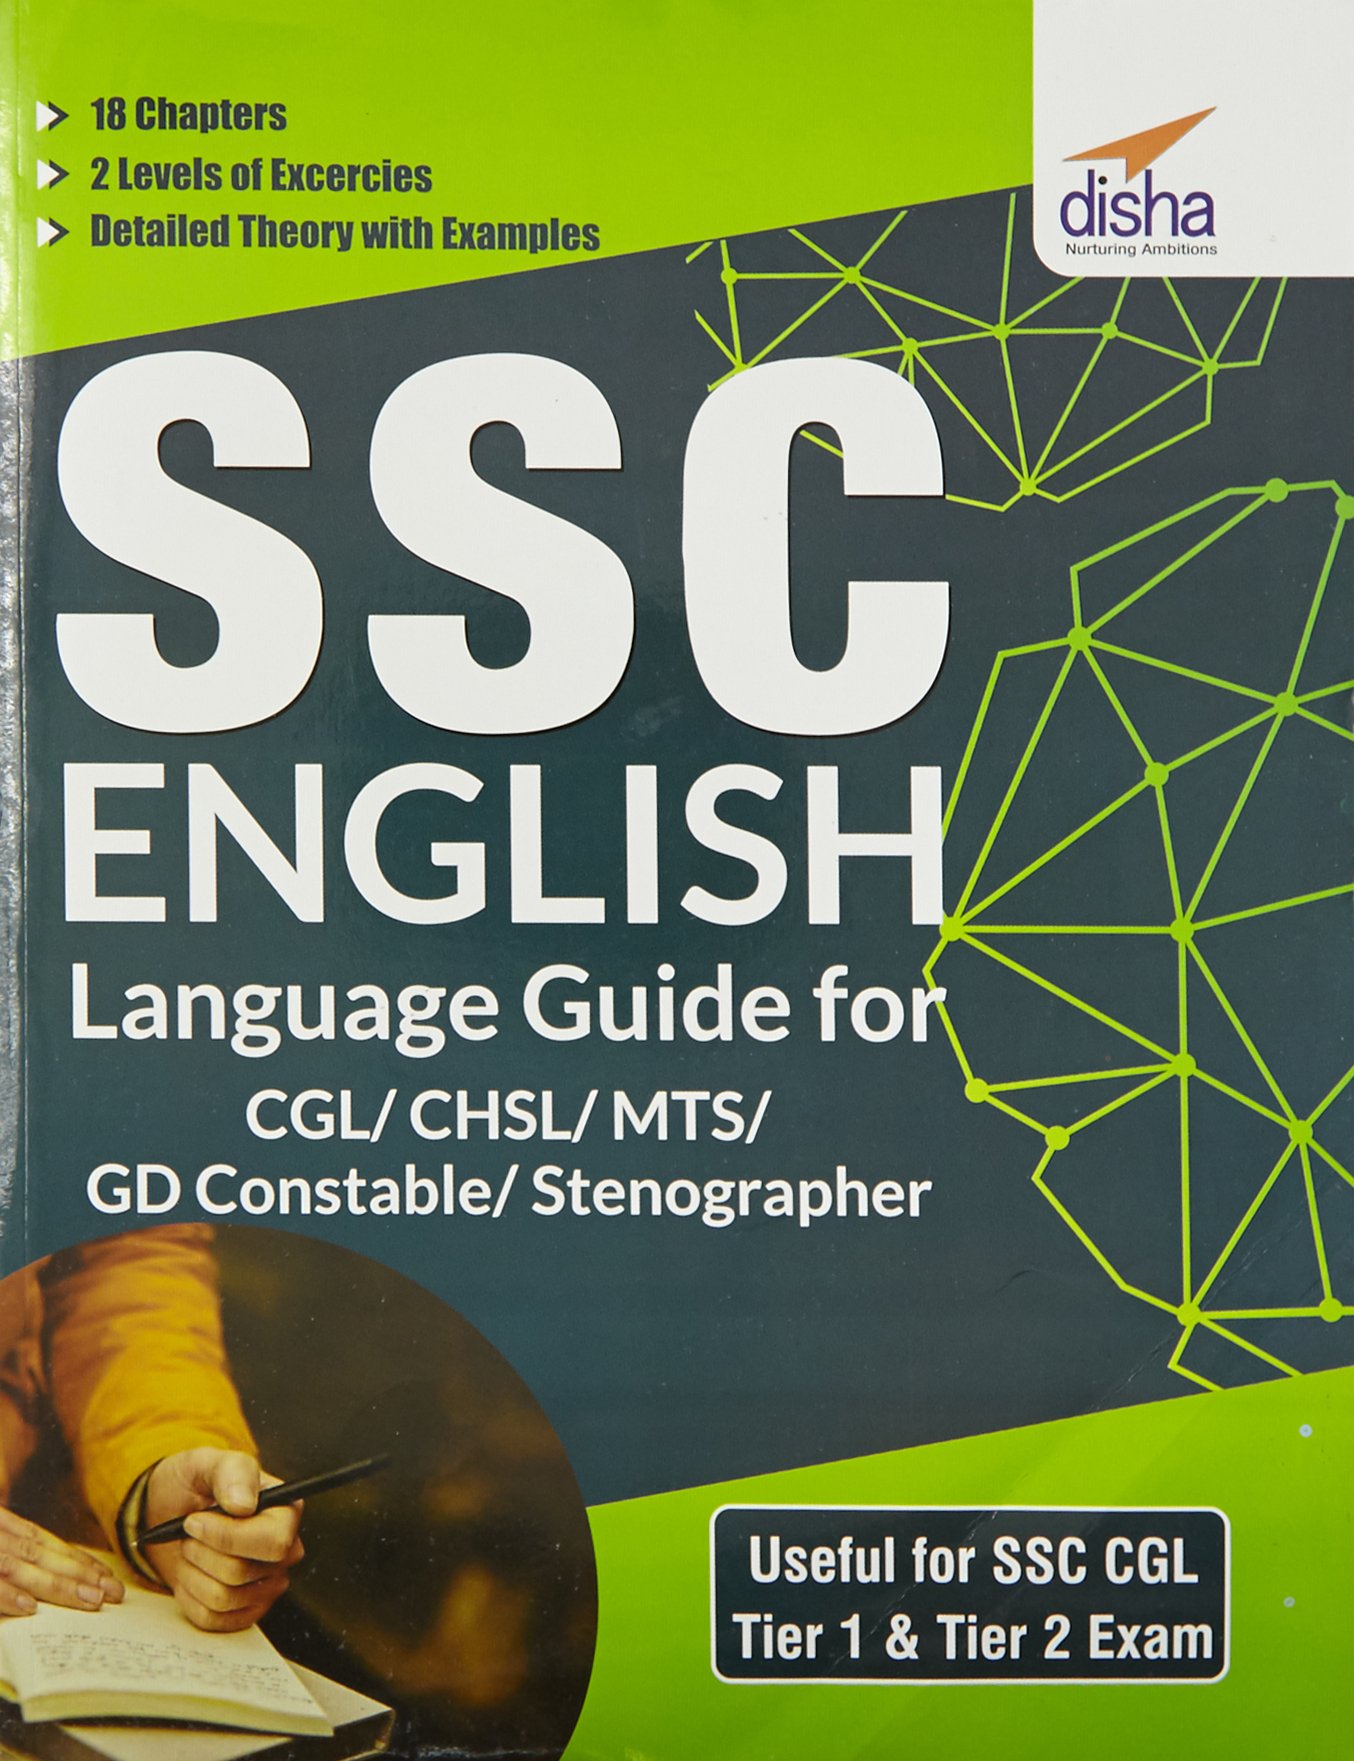 18 Chapters
2 Levels of Excercies
Detailed Theory with Examples
disha
Nurturing Ambitions
SSC
ENGLISH
Language Guide for
CGL/ CHSL/ MTS/
GD Constable/ Stenographer
Useful for SSC CGL
Tier 1 & Tier 2 Exam